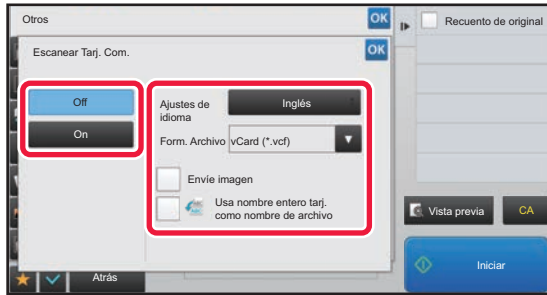 Otros
OK
Recuento de original
Escanear Tarj. Com.
OK
Off
On
Ajustes de
idioma
Inglés
Form. Archivo
vCard (*.vcf)
Envíe imagen
Usa nombre entero tarj.
como nombre de archivo
Vista previa
CA
Atrás
Iniciar